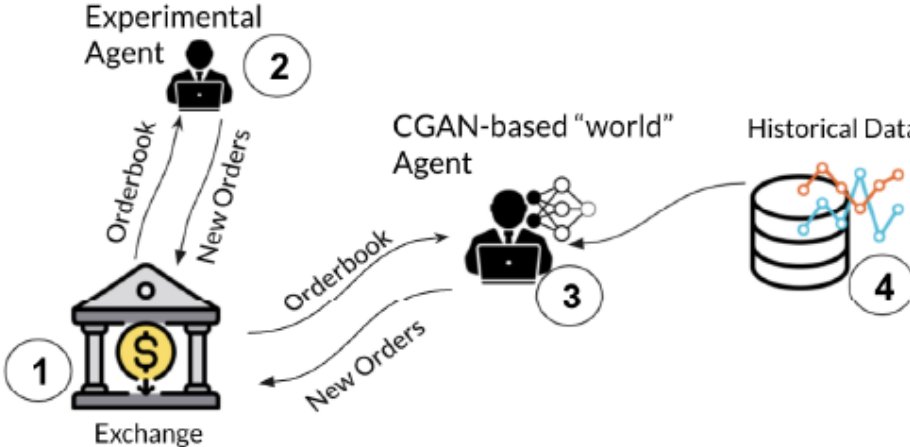 Experimental
Agent
2
Orderbook
New Orders
CGAN-based “world”
Agent
Historical Data
Orderbook
New Orders
3
4
1
$
Exchange